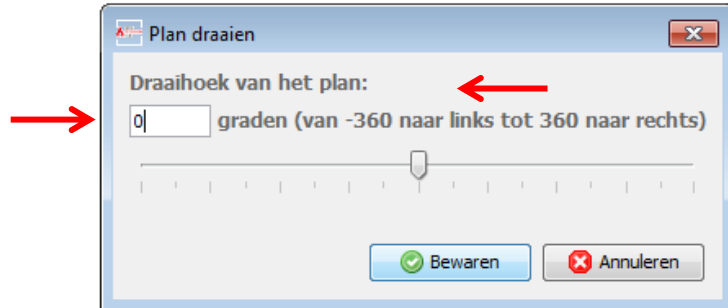 Plan draaien
Draaihoek van het plan:
0 graden (van -360 naar links tot 360 naar rechts)
Bewaren Annuleren